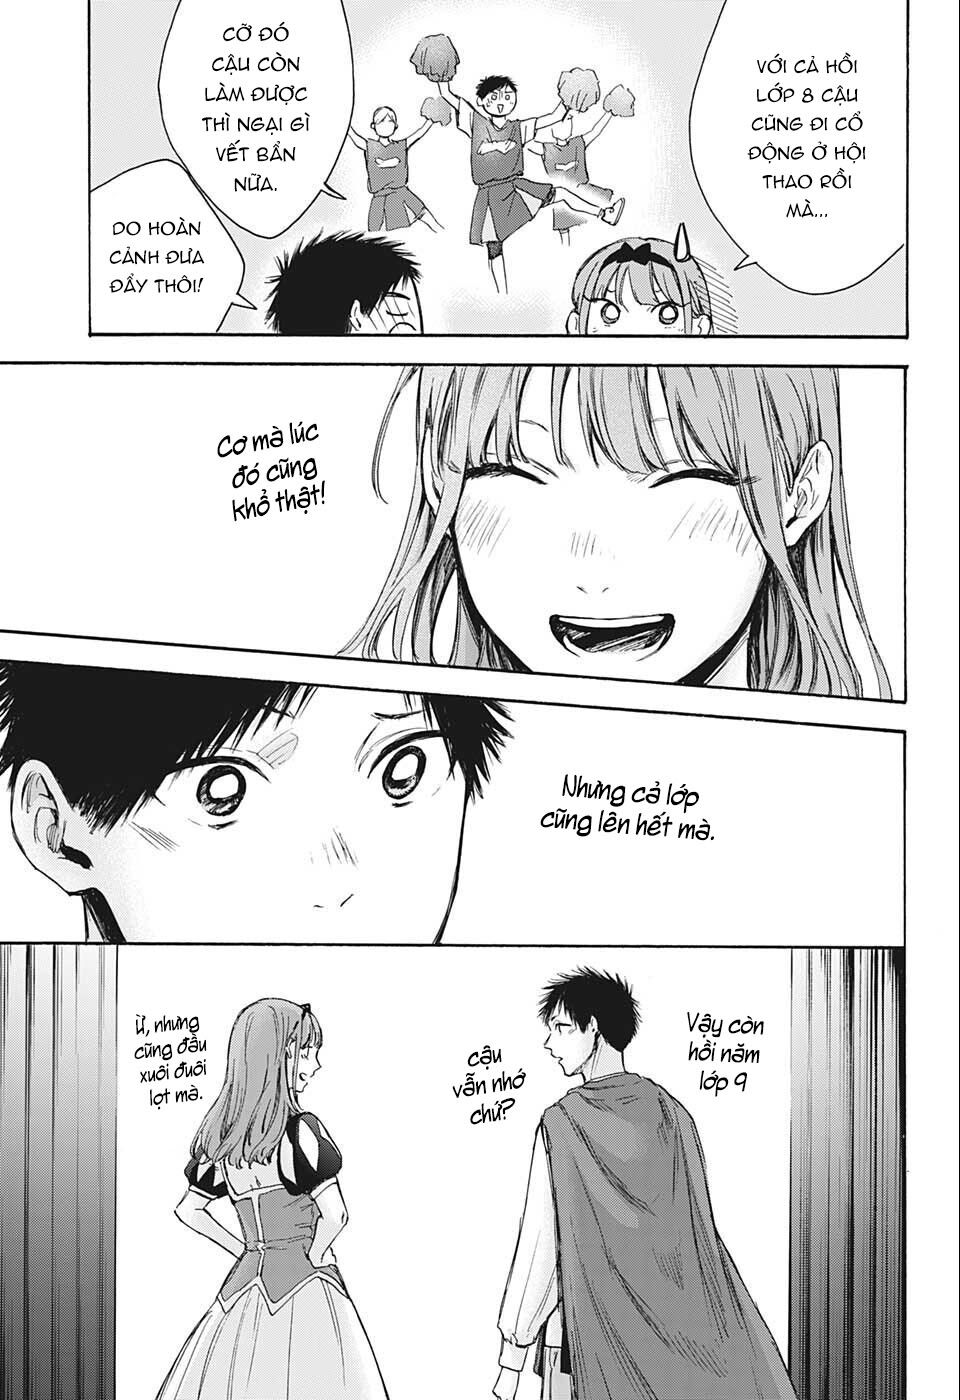 VỚI CẢ HỒI
LỚP 8 CẬU
CŨNG ĐI CỔ
ĐỘNG Ở HỘI
THAO RỒI
MÀ...
CỠ ĐÓ
CẬU CÒN
LÀM ĐƯỢC
THÌ NGẠI GÌ
VẾT BẨN
NỮA.
DO HOÀN
CẢNH ĐƯA
ĐẨY THÔI!
Cơ mà lúc
đó cũng
khổ thật!
Nhưng cả lớp
cũng lên hết mà.
Vậy còn
hồi năm
lớp 9
cậu
vẫn nhớ
chứ?
Ừ, nhưng
cũng đầu
xuôi đuôi
lọt mà.